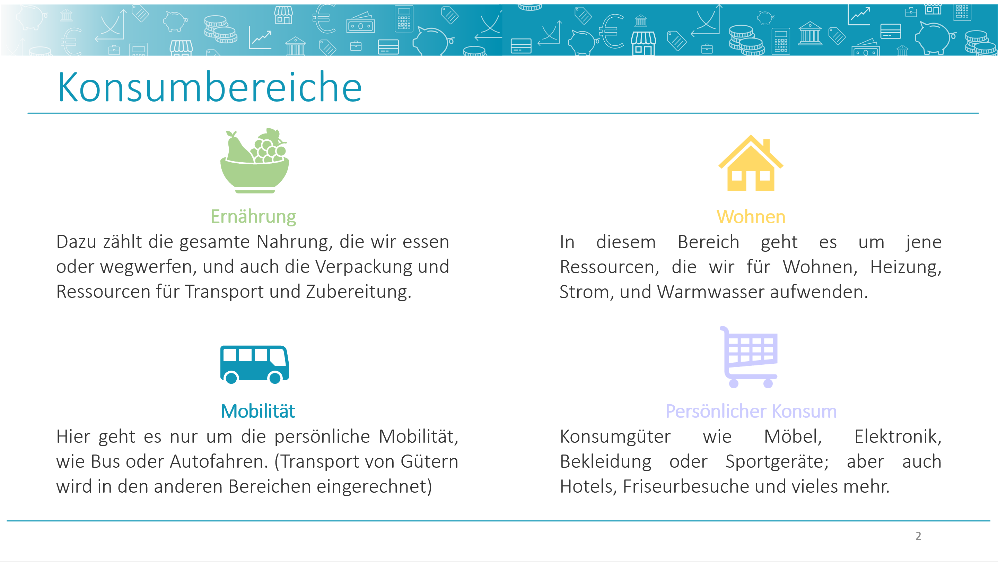 Konsumbereiche
Ernährung
Dazu zählt die gesamte Nahrung, die wir essen
oder wegwerfen, und auch die Verpackung und
Ressourcen für Transport und Zubereitung.
Wohnen
In diesem Bereich geht es um jene
Ressourcen, die wir für Wohnen, Heizung,
Strom, und Warmwasser aufwenden.
Mobilität
Hier geht es nur um die persönliche Mobilität,
wie Bus oder Autofahren. (Transport von Gütern
wird in den anderen Bereichen eingerechnet)
Persönlicher Konsum
Konsumgüter wie Möbel, Elektronik,
Bekleidung oder Sportgeräte; aber auch
Hotels, Friseurbesuche und vieles mehr.
2